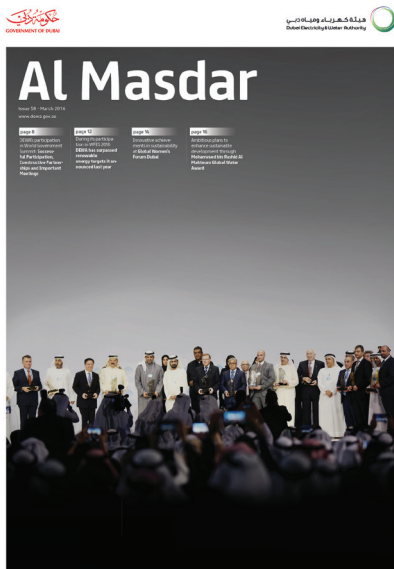 حكومة دبي
GOVERNMENT OF DUBAI
هيئة كهرباء ومياه دبي
Dubai Electricity & Water Authority
Al Masdar
Issue 58 - March 2016
www.dewa.gov.ae
page 8
DEWA's participation
in World Government
Summit: Success-
ful Participation,
Constructive Partner-
ships and Important
Meetings
page 12
During its participa-
tion in WFES 2016
DEWA has surpassed
renewable
energy targets it an-
nounced last year
page 14
Innovative achieve-
ments in sustainability
at Global Women's
Forum Dubai
page 16
Ambitious plans to
enhance sustainable
development through
Mohammed bin Rashid Al
Maktoum Global Water
Award